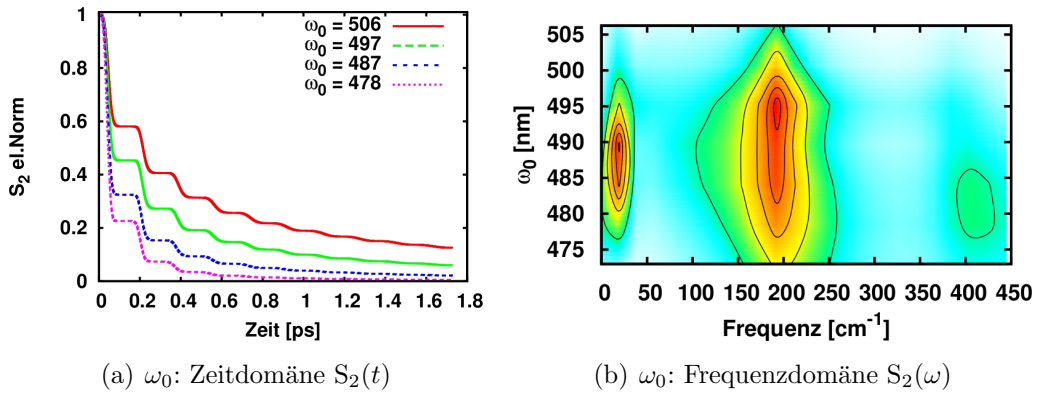 S₂ el.Norm
1
0.8
0.6
0.4
0.2
0
0 0.2 0.4 0.6 0.8 1 1.2 1.4 1.6 1.8
Zeit [ps]
ω₀ = 506
ω₀ = 497
ω₀ = 487
ω₀ = 478
(a) ω₀: Zeitdomäne S₂(t)
ω₀ [nm]
505
500
495
490
485
480
475
0 50 100 150 200 250 300 350 400 450
Frequenz [cm⁻¹]
(b) ω₀: Frequenzdomäne S₂(ω)